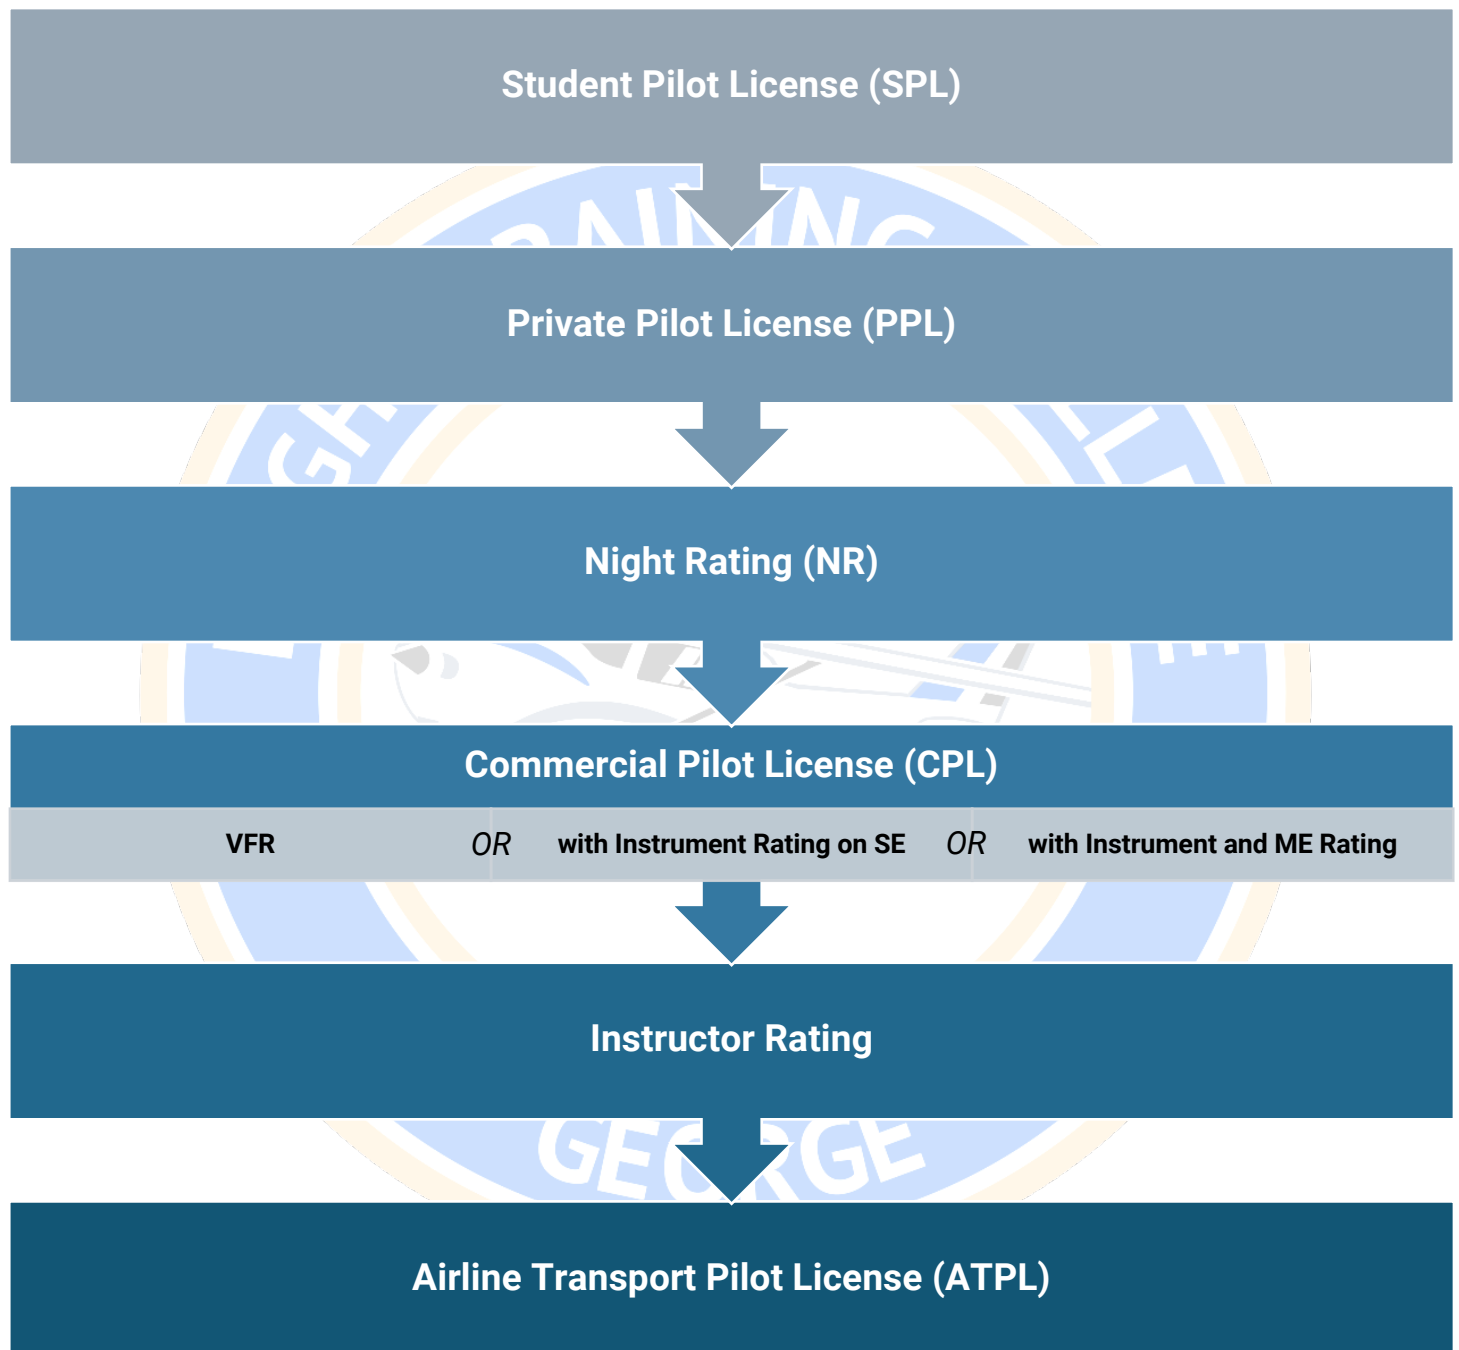 Student Pilot License (SPL)
Private Pilot License (PPL)
Night Rating (NR)
Commercial Pilot License (CPL)
VFR OR with Instrument Rating on SE OR with Instrument and ME Rating
Instructor Rating
GEORGE
Airline Transport Pilot License (ATPL)